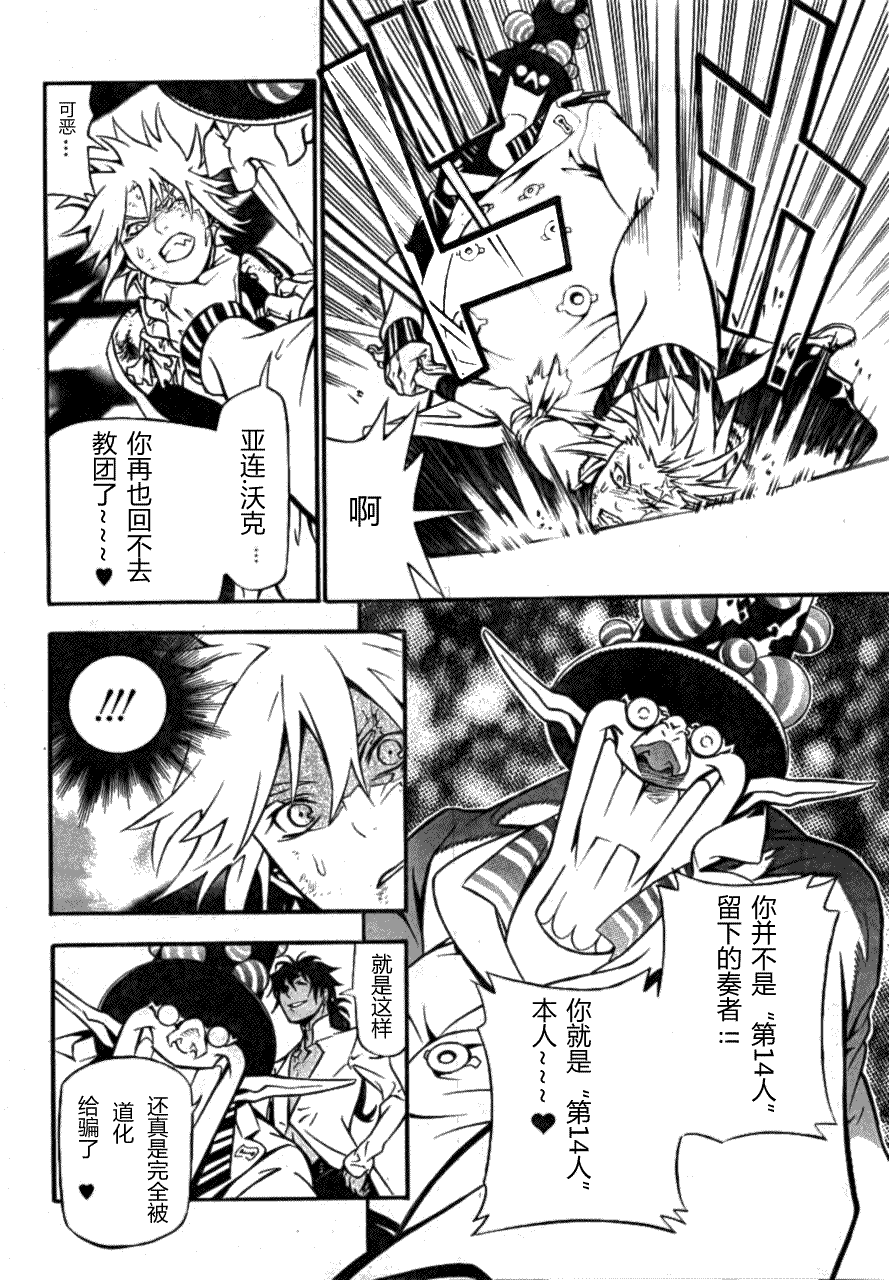 啊
可恶…
亚连.沃克…
你再也回不去
教团了~~~♥
你并不是“第14人”
留下的奏者!!
你就是“第14人”
本人~~~♥
!!!
就是这样
还真是完全被
道化
给骗了♥